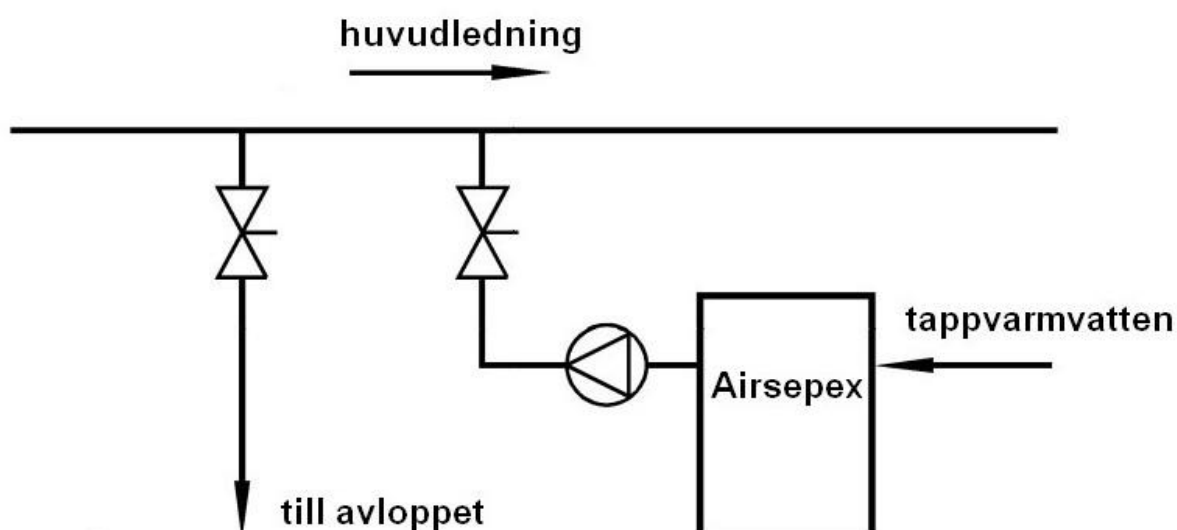 huvudledning
tappvarmvatten
Airsepex
till avloppet